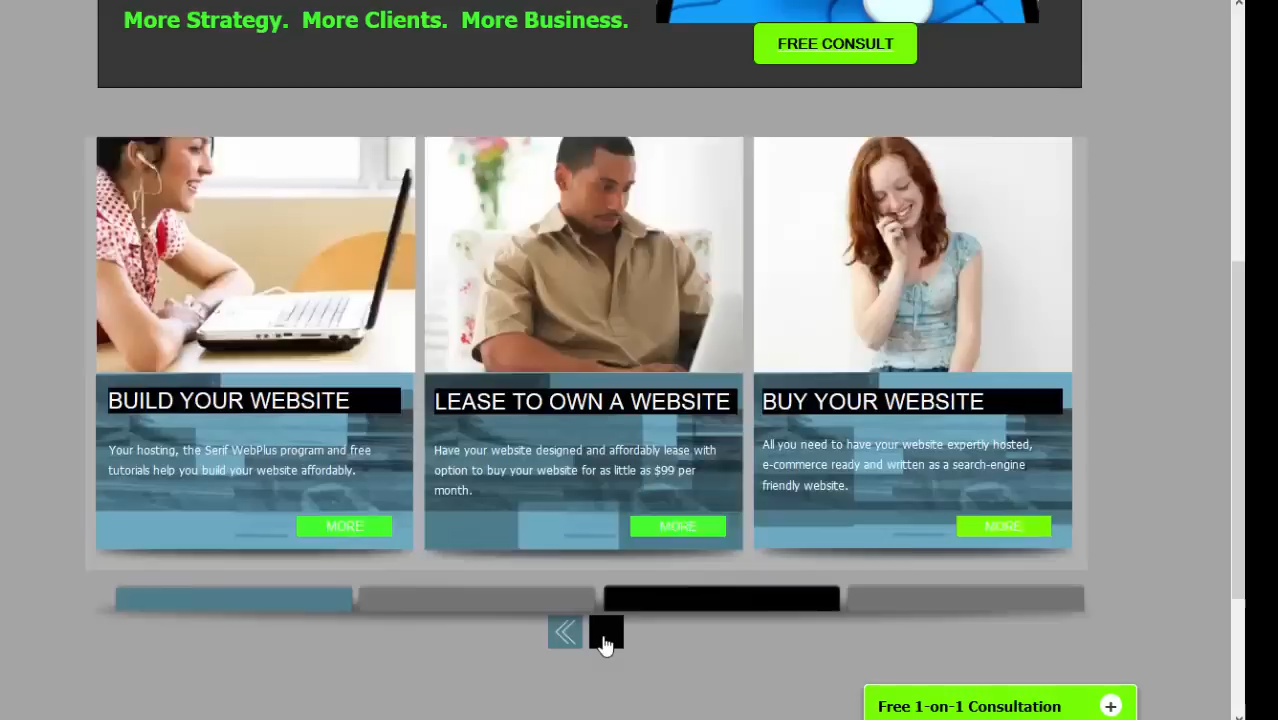 More Strategy.  More Clients.  More Business.
FREE CONSULT
BUILD YOUR WEBSITE
Your hosting, the Serif WebPlus program and free
tutorials help you build your website affordably.
MORE
LEASE TO OWN A WEBSITE
Have your website designed and affordably lease with
option to buy your website for as little as $99 per
month.
MORE
BUY YOUR WEBSITE
All you need to have your website expertly hosted,
e-commerce ready and written as a search-engine
friendly website.
MORE
Free 1-on-1 Consultation